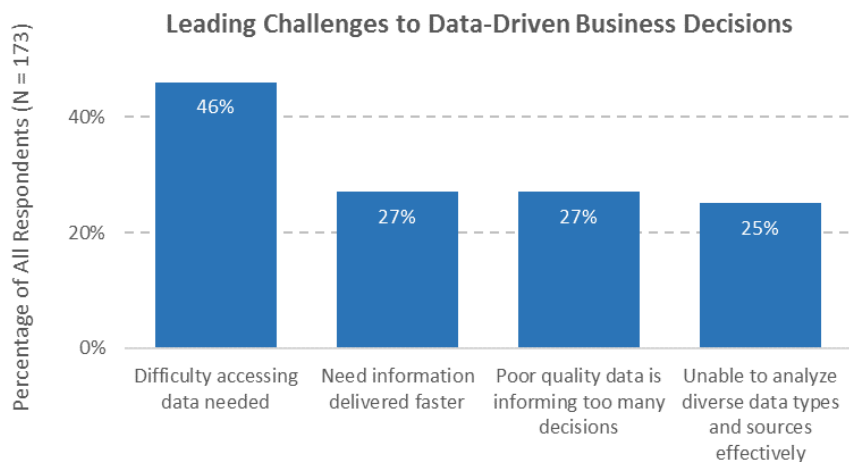 Leading Challenges to Data-Driven Business Decisions
Percentage of All Respondents (N = 173)
40%
20%
0%
46%
27%
27%
25%
Difficulty accessing
data needed
Need information
delivered faster
Poor quality data is
informing too many
decisions
Unable to analyze
diverse data types
and sources
effectively